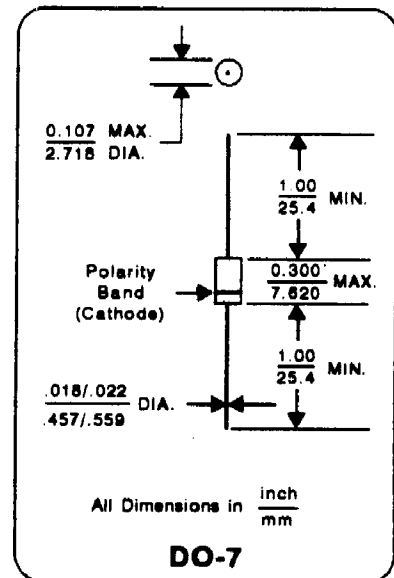 0.107 MAX.
2.718 DIA.
1.00 MIN.
25.4
Polarity
Band
(Cathode)
0.300 MAX.
7.620
1.00 MIN.
25.4
.018/.022 DIA.
.457/.559
All Dimensions in inch
mm
DO-7